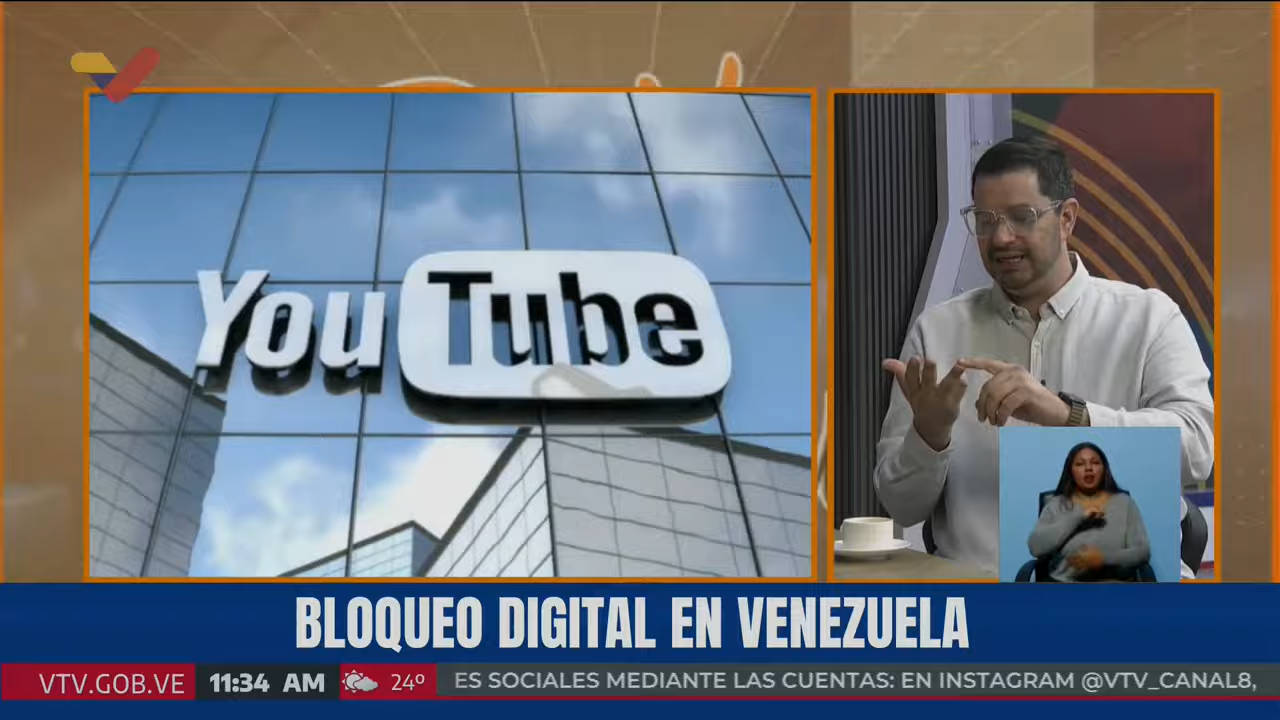 YouTube
BLOQUEO DIGITAL EN VENEZUELA
VTV.GOB.VE 11:34 AM 24° ES SOCIALES MEDIANTE LAS CUENTAS: EN INSTAGRAM @VTV_CANAL8,